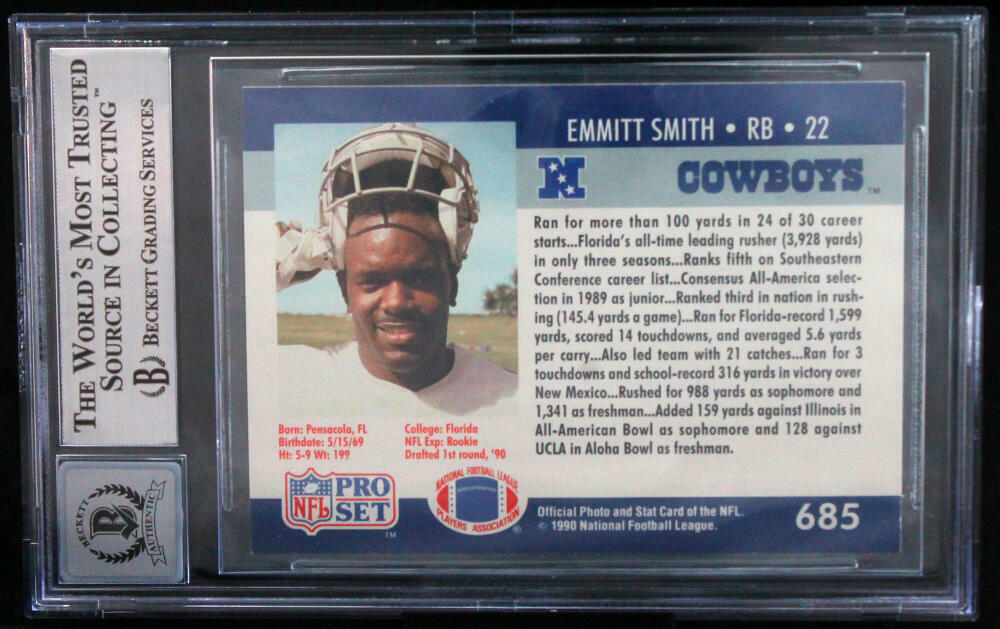 THE WORLD'S MOST TRUSTED
SOURCE IN COLLECTING™
BECKETT GRADING SERVICES
B
BECKETT
B
AUTHENTIC
EMMITT SMITH • RB • 22
N
COWBOYS™
Ran for more than 100 yards in 24 of 30 career
starts...Florida's all-time leading rusher (3,928 yards)
in only three seasons...Ranks fifth on Southeastern
Conference career list...Consensus All-America selec-
tion in 1989 as junior...Ranked third in nation in rush-
ing (145.4 yards a game)...Ran for Florida-record 1,599
yards, scored 14 touchdowns, and averaged 5.6 yards
per carry...Also led team with 21 catches...Ran for 3
touchdowns and school-record 316 yards in victory over
New Mexico...Rushed for 988 yards as sophomore and
1,341 as freshman...Added 159 yards against Illinois in
All-American Bowl as sophomore and 128 against
UCLA in Aloha Bowl as freshman.
Born: Pensacola, FL
Birthdate: 5/15/69
Ht: 5-9 Wt: 199
College: Florida
NFL Exp: Rookie
Drafted 1st round, '90
NFL
PRO
SET
™
NATIONAL FOOTBALL LEAGUE
PLAYERS ASSOCIATION
®
Official Photo and Stat Card of the NFL.
© 1990 National Football League.
685